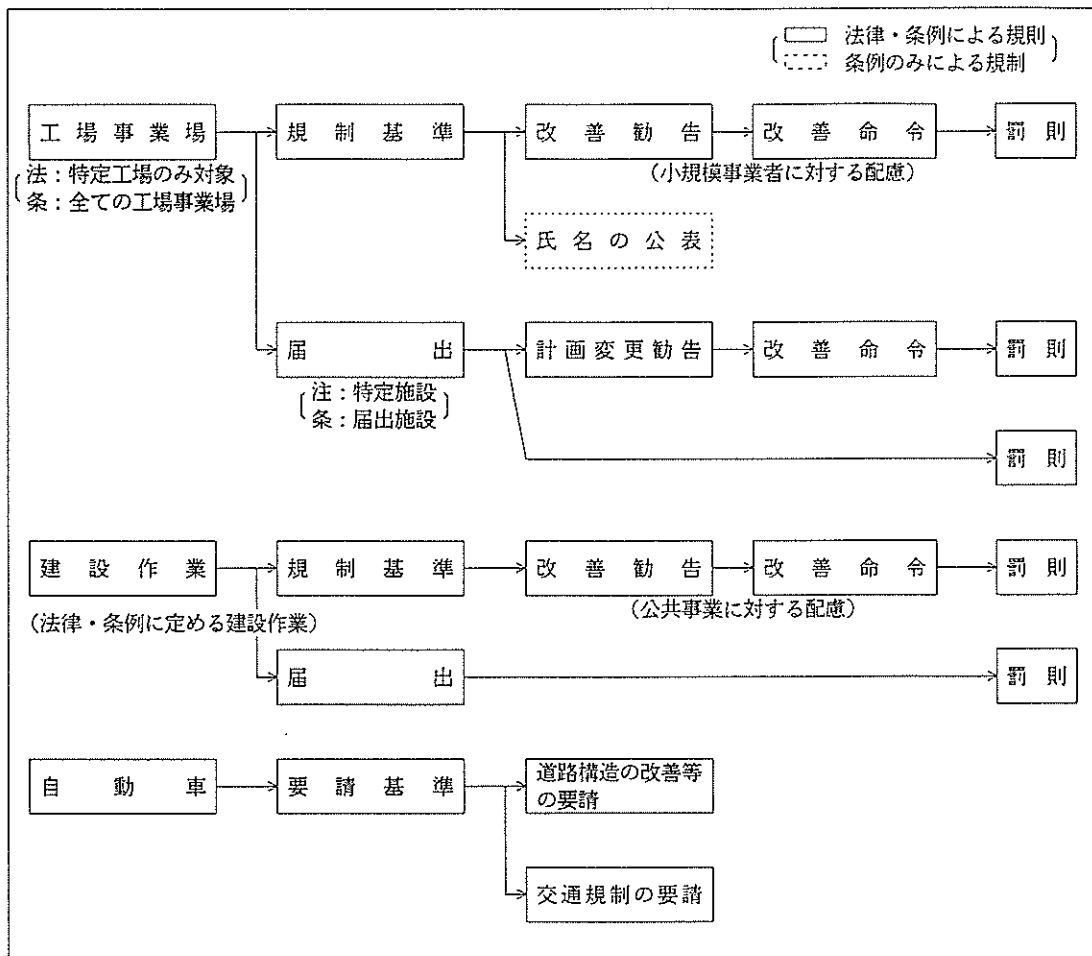 法律・条例による規則
条例のみによる規制
工場事業場
規制基準
改善勧告
改善命令
罰則
法：特定工場のみ対象
条：全ての工場事業場
(小規模事業者に対する配慮)
氏名の公表
届出
計画変更勧告
改善命令
罰則
注：特定施設
条：届出施設
罰則
建設作業
規制基準
改善勧告
改善命令
罰則
(法律・条例に定める建設作業)
(公共事業に対する配慮)
届出
罰則
自動車
要請基準
道路構造の改善等
の要請
交通規制の要請